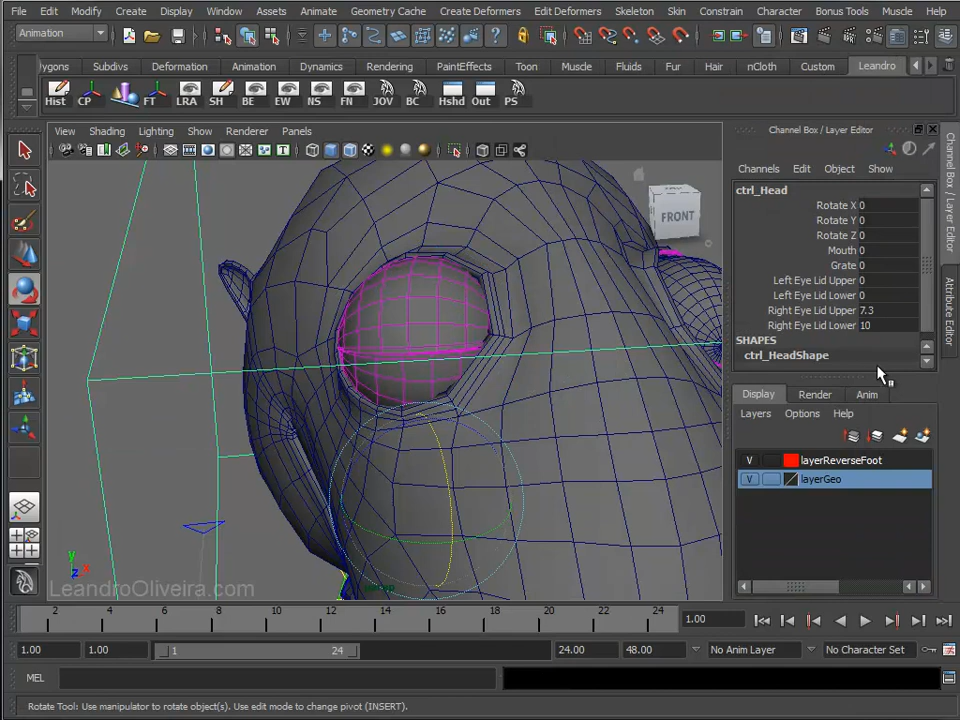 File Edit Modify Create Display Window Assets Animate Geometry Cache Create Deformers Edit Deformers Skeleton Skin Constrain Character Bonus Tools Muscle Help
Animation
Polygons Subdivs Deformation Animation Dynamics Rendering PaintEffects Toon Muscle Fluids Fur Hair nCloth Custom Leandro
Hist CP FT LRA SH BE EW NS FN JOV BC Hshd Out PS
View Shading Lighting Show Renderer Panels
Channel Box / Layer Editor
Channels Edit Object Show
ctrl_Head
Rotate X 0
Rotate Y 0
Rotate Z 0
Mouth 0
Grate 0
Left Eye Lid Upper 0
Left Eye Lid Lower 0
Right Eye Lid Upper 7.3
Right Eye Lid Lower 10
SHAPES
ctrl_HeadShape
Display Render Anim
Layers Options Help
V layerReverseFoot
V layerGeo
Channel Box / Layer Editor
Attribute Editor
FRONT
y
z x
LeandroOliveira.com
2 4 6 8 10 12 14 16 18 20 22 24
1.00
1.00 1.00 1 24 24.00 48.00 No Anim Layer No Character Set
MEL
Rotate Tool: Use manipulator to rotate object(s). Use edit mode to change pivot (INSERT).